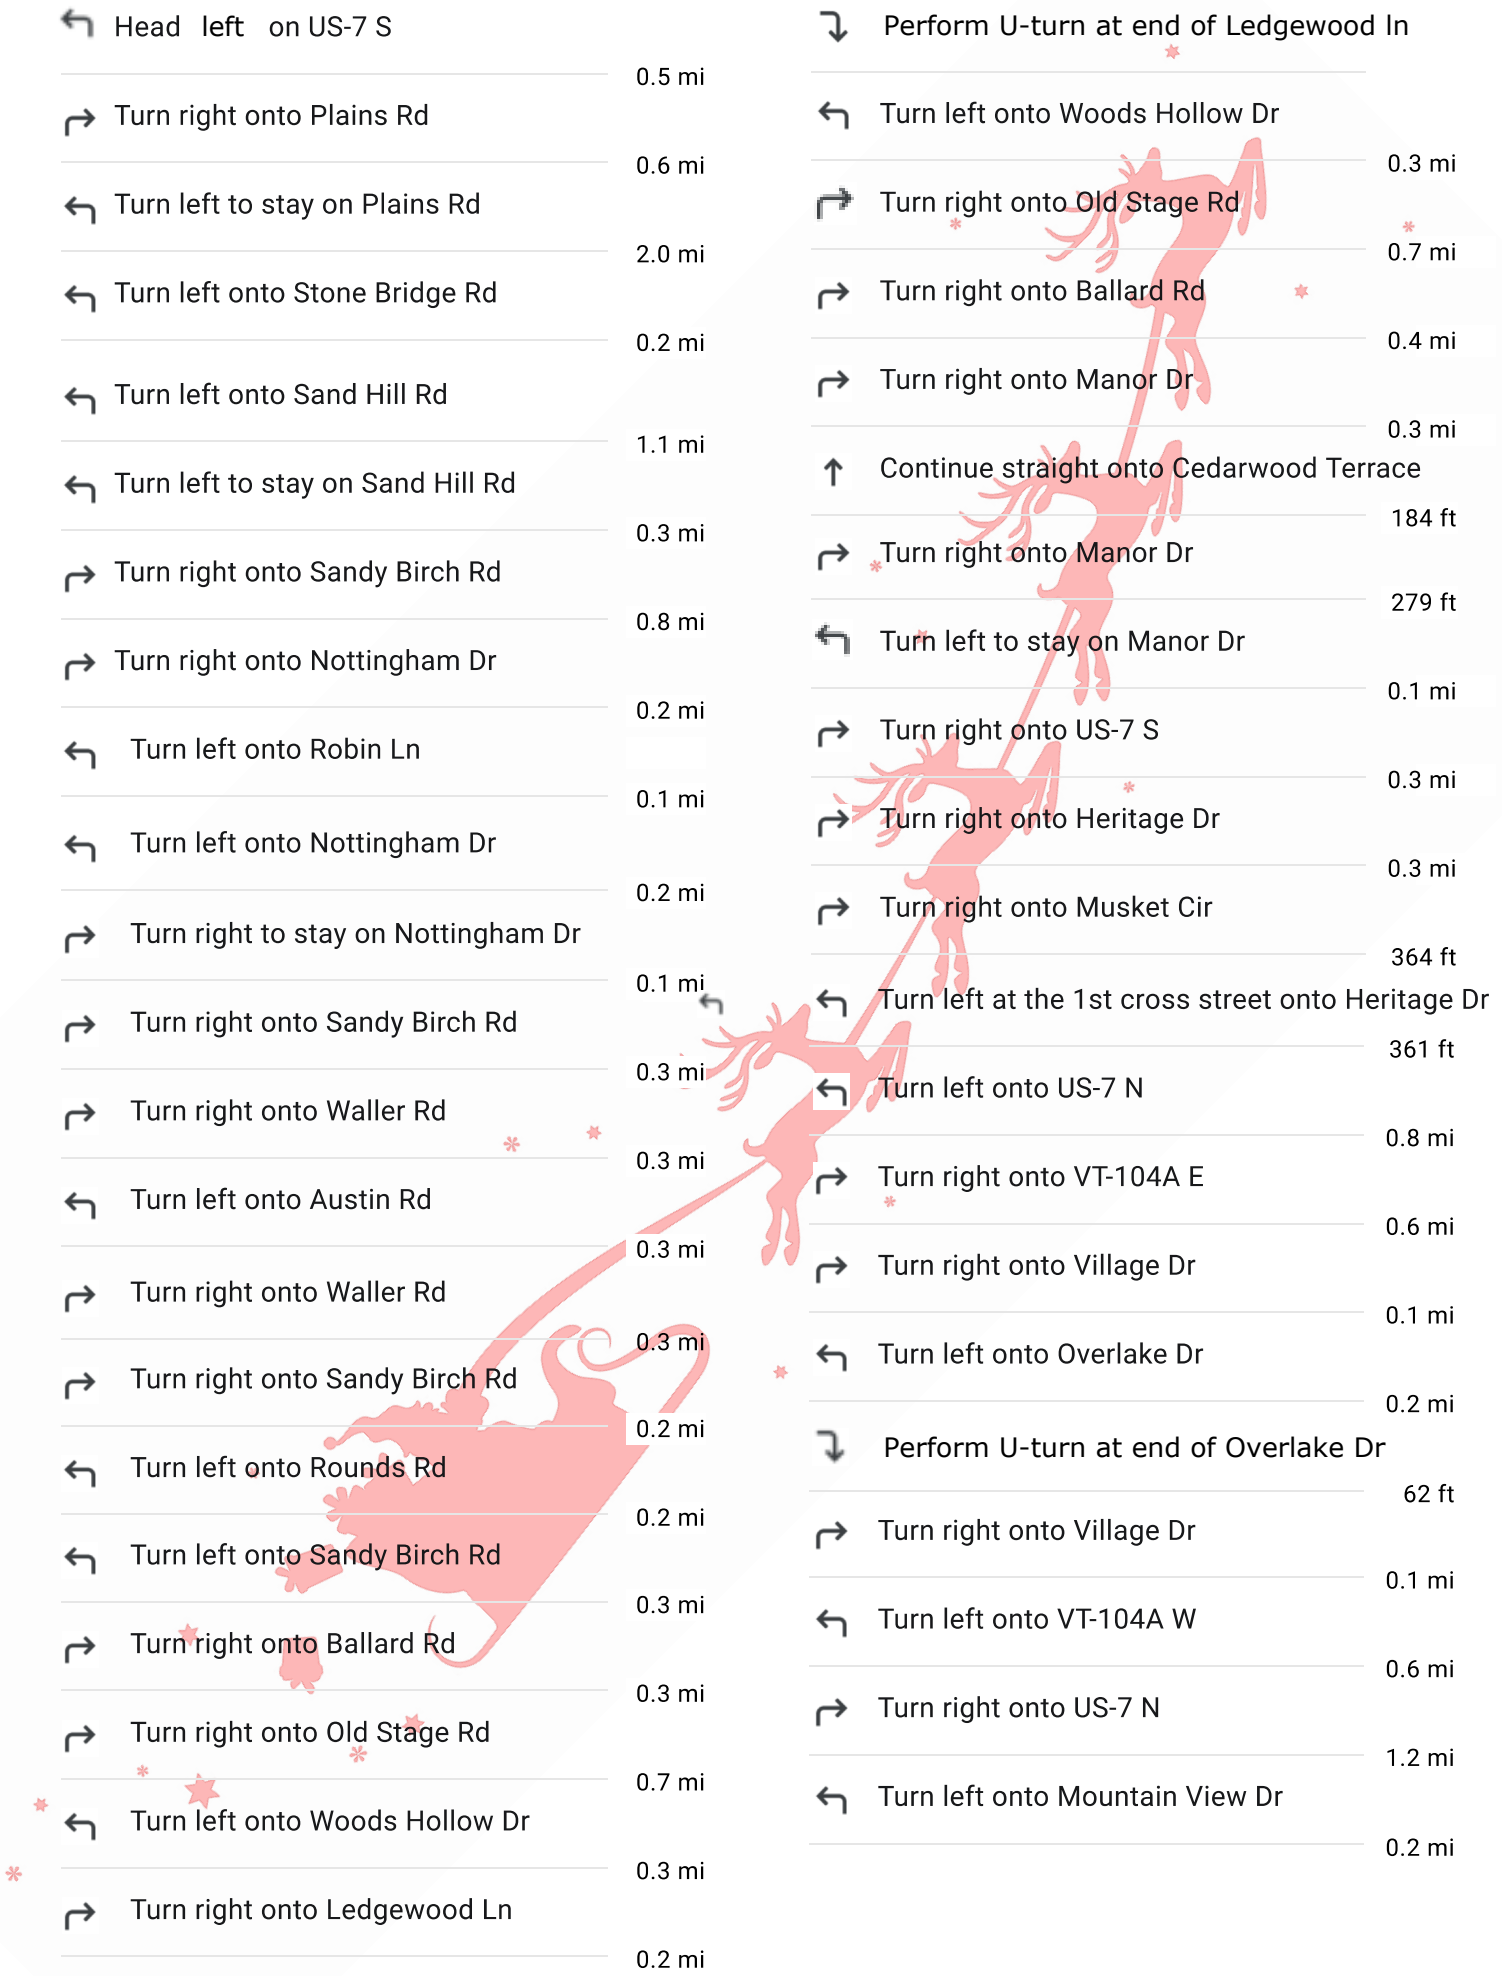 Head left on US-7 S
0.5 mi
Turn right onto Plains Rd
0.6 mi
Turn left to stay on Plains Rd
2.0 mi
Turn left onto Stone Bridge Rd
0.2 mi
Turn left onto Sand Hill Rd
1.1 mi
Turn left to stay on Sand Hill Rd
0.3 mi
Turn right onto Sandy Birch Rd
0.8 mi
Turn right onto Nottingham Dr
0.2 mi
Turn left onto Robin Ln
0.1 mi
Turn left onto Nottingham Dr
0.2 mi
Turn right to stay on Nottingham Dr
0.1 mi
Turn right onto Sandy Birch Rd
0.3 mi
Turn right onto Waller Rd
0.3 mi
Turn left onto Austin Rd
0.3 mi
Turn right onto Waller Rd
0.3 mi
Turn right onto Sandy Birch Rd
0.2 mi
Turn left onto Rounds Rd
0.2 mi
Turn left onto Sandy Birch Rd
0.3 mi
Turn right onto Ballard Rd
0.3 mi
Turn right onto Old Stage Rd
0.7 mi
Turn left onto Woods Hollow Dr
0.3 mi
Turn right onto Ledgewood Ln
0.2 mi
Perform U-turn at end of Ledgewood ln
Turn left onto Woods Hollow Dr
0.3 mi
Turn right onto Old Stage Rd
0.7 mi
Turn right onto Ballard Rd
0.4 mi
Turn right onto Manor Dr
0.3 mi
Continue straight onto Cedarwood Terrace
184 ft
Turn right onto Manor Dr
279 ft
Turn left to stay on Manor Dr
0.1 mi
Turn right onto US-7 S
0.3 mi
Turn right onto Heritage Dr
0.3 mi
Turn right onto Musket Cir
364 ft
Turn left at the 1st cross street onto Heritage Dr
361 ft
Turn left onto US-7 N
0.8 mi
Turn right onto VT-104A E
0.6 mi
Turn right onto Village Dr
0.1 mi
Turn left onto Overlake Dr
0.2 mi
Perform U-turn at end of Overlake Dr
62 ft
Turn right onto Village Dr
0.1 mi
Turn left onto VT-104A W
0.6 mi
Turn right onto US-7 N
1.2 mi
Turn left onto Mountain View Dr
0.2 mi